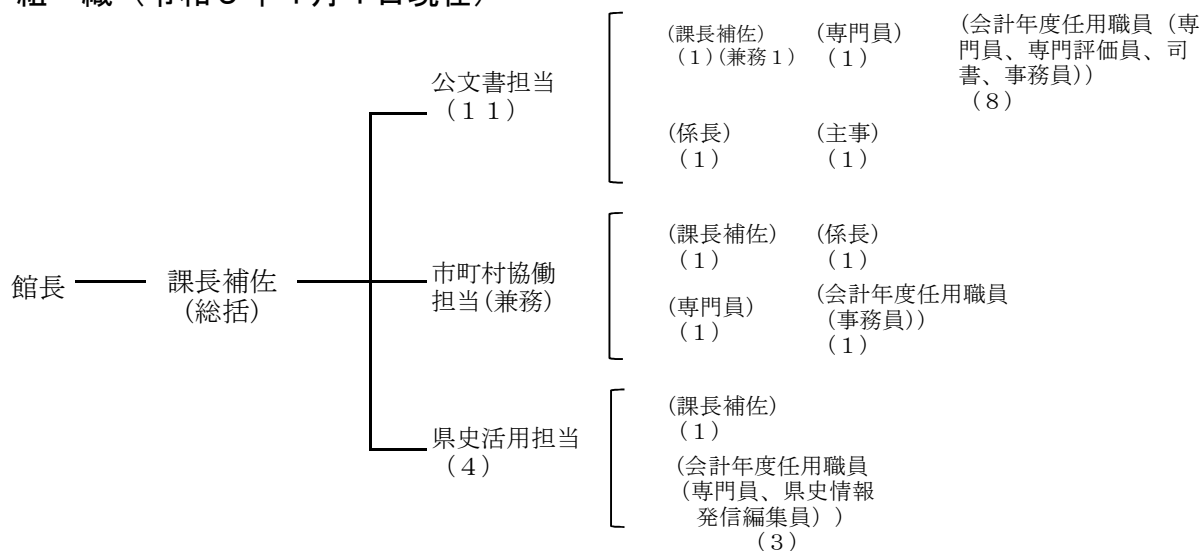 館長
課長補佐
(総括)
公文書担当
(11)
(課長補佐)
(1)(兼務1)
(専門員)
(1)
(会計年度任用職員(専
門員、専門評価員、司
書、事務員))
(8)
(係長)
(1)
(主事)
(1)
市町村協働
担当(兼務)
(課長補佐)
(1)
(係長)
(1)
(専門員)
(1)
(会計年度任用職員
(事務員))
(1)
県史活用担当
(4)
(課長補佐)
(1)
(会計年度任用職員
(専門員、県史情報
発信編集員))
(3)